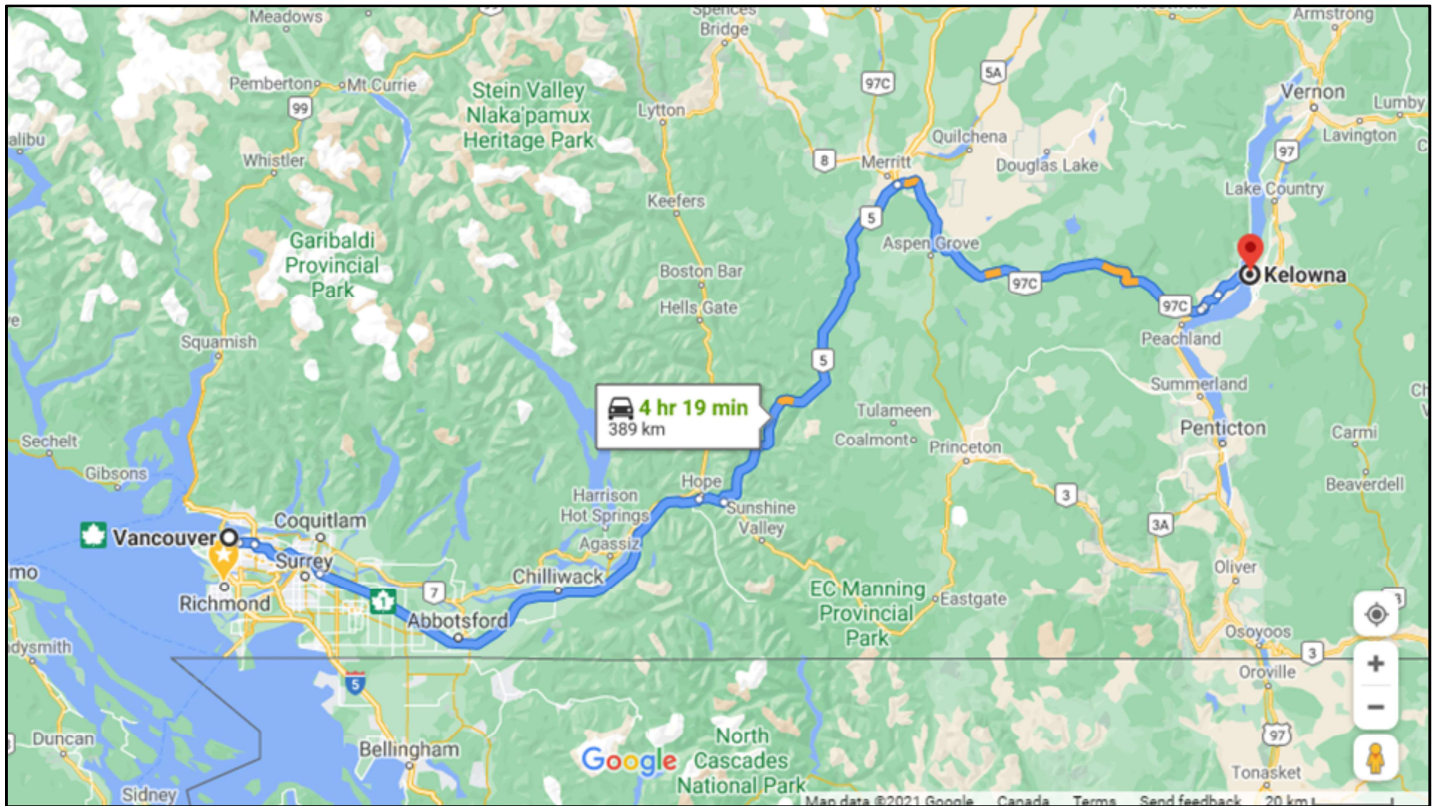 Meadows
Spences
Bridge
Armstrong
Pemberton
Mt Currie
99
Stein Valley
Nlaka'pamux
Heritage Park
97C
5A
Vernon
Lumby
Lavington
Lytton
alibu
Whistler
8
Merritt
Quilchena
Douglas Lake
97
Lake Country
Keefers
5
Garibaldi
Provincial
Park
Aspen Grove
Boston Bar
97C
Kelowna
Hells Gate
97C
Squamish
Peachland
5
Summerland
4 hr 19 min
389 km
Tulameen
Coalmont
Princeton
Penticton
Carmi
Sechelt
Gibsons
Beaverdell
Hope
3
Harrison
Hot Springs
Sunshine
Valley
3A
Vancouver
Coquitlam
Agassiz
Surrey
Chilliwack
Oliver
Richmond
7
1
Abbotsford
EC Manning
Provincial
Park
Eastgate
mo
Osoyoos
3
dysmith
5
Oroville
+
−
Duncan
Bellingham
Google
North
Cascades
National Park
97
Tonasket
Sidney
Map data ©2021 Google Canada Terms Send feedback 20 km